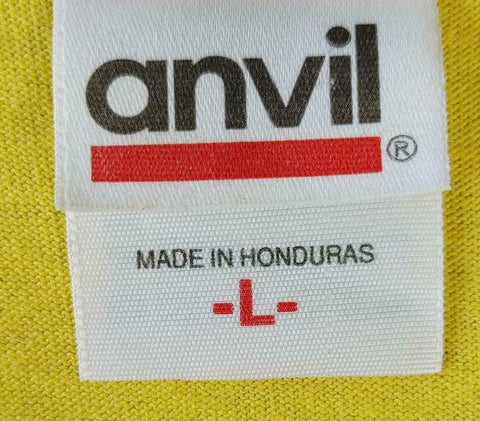 anvil
®
MADE IN HONDURAS
-L-